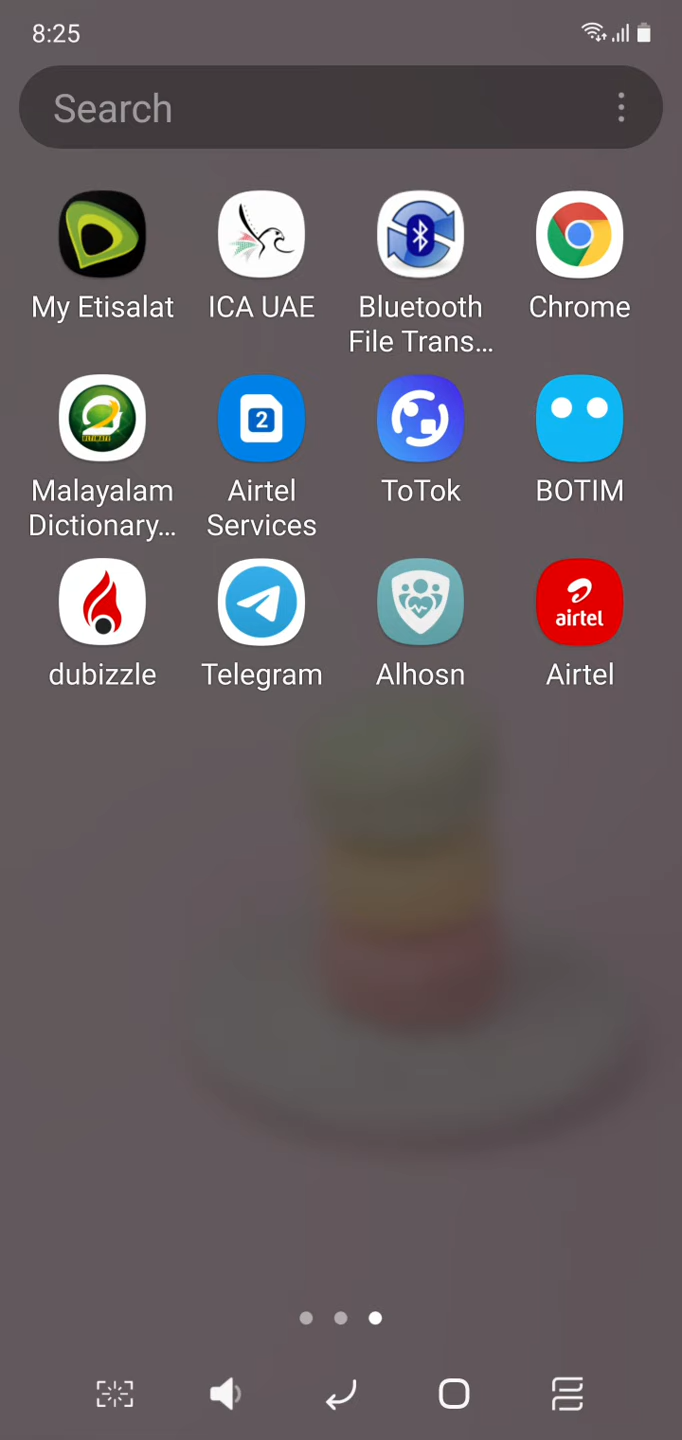 8:25
Search
My Etisalat
ICA UAE
Bluetooth
File Trans...
Chrome
Malayalam
Dictionary...
2
Airtel
Services
ToTok
BOTIM
dubizzle
Telegram
Alhosn
airtel
Airtel